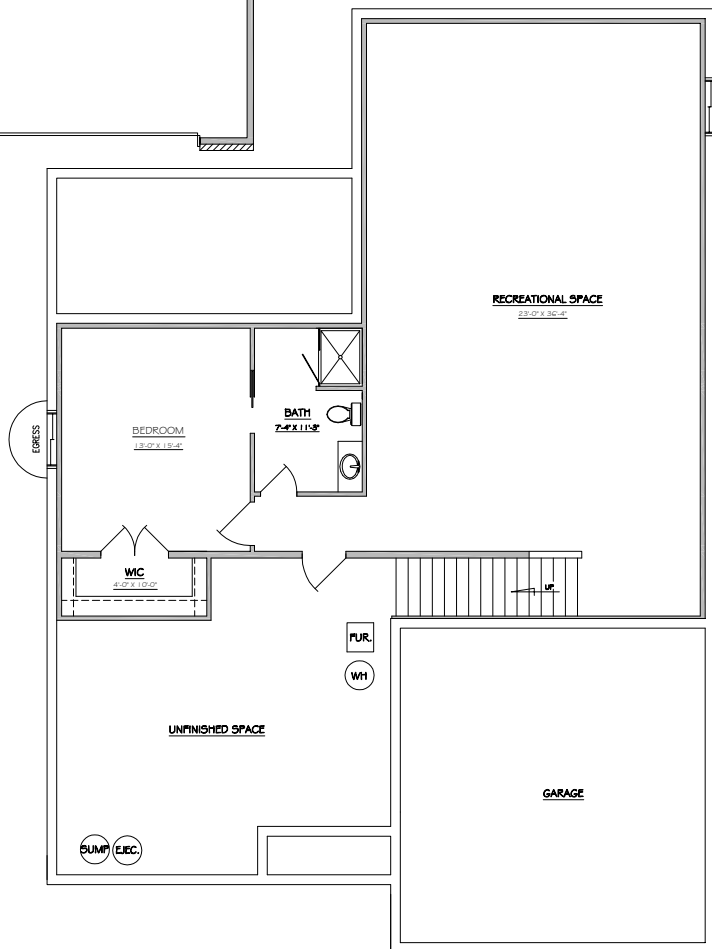 RECREATIONAL SPACE
23'-0" X 36'-4"
BATH
7'-4" X 11'-3"
BEDROOM
13'-0" X 15'-4"
EGRESS
WIC
4'-0" X 10'-0"
UP
FUR.
WH
UNFINISHED SPACE
GARAGE
SUMP
EJEC.